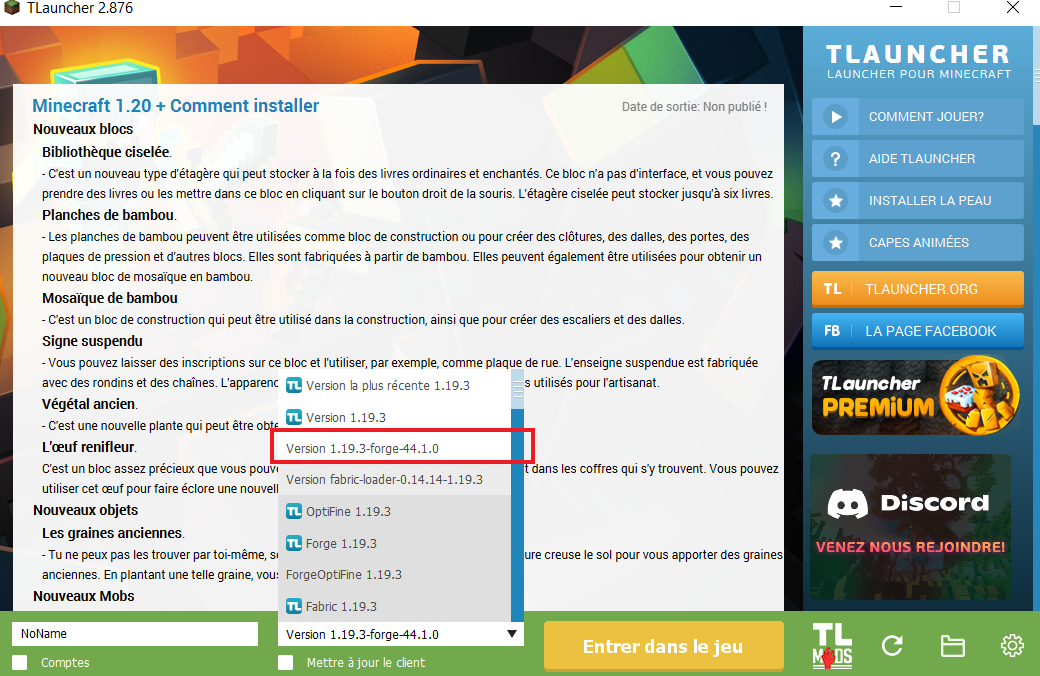 TLauncher 2.876
Minecraft 1.20 + Comment installer
Date de sortie: Non publié !
Nouveaux blocs
Bibliothèque ciselée.
- C'est un nouveau type d'étagère qui peut stocker à la fois des livres ordinaires et enchantés. Ce bloc n'a pas d'interface, et vous pouvez
prendre des livres ou les mettre dans ce bloc en cliquant sur le bouton droit de la souris. L'étagère ciselée peut stocker jusqu'à six livres.
Planches de bambou.
- Les planches de bambou peuvent être utilisées comme bloc de construction ou pour créer des clôtures, des dalles, des portes, des
plaques de pression et d'autres blocs. Elles sont fabriquées à partir de bambou. Elles peuvent également être utilisées pour obtenir un
nouveau bloc de mosaïque en bambou.
Mosaïque de bambou
- C'est un bloc de construction qui peut être utilisé dans la construction, ainsi que pour créer des escaliers et des dalles.
Signe suspendu
- Vous pouvez laisser des inscriptions sur ce bloc et l'utiliser, par exemple, comme plaque de rue. L'enseigne suspendue est fabriquée
avec des rondins et des chaînes. L'apparenc
s utilisés pour l'artisanat.
Végétal ancien.
- C'est une nouvelle plante qui peut être obte
L'œuf renifleur.
C'est un bloc assez précieux que vous pouve
t dans les coffres qui s'y trouvent. Vous pouvez
utiliser cet œuf pour faire éclore une nouvell
Nouveaux objets
Les graines anciennes.
- Tu ne peux pas les trouver par toi-même, se
ure creuse le sol pour vous apporter des graines
anciennes. En plantant une telle graine, vous
Nouveaux Mobs
Version la plus récente 1.19.3
Version 1.19.3
Version 1.19.3-forge-44.1.0
Version fabric-loader-0.14.14-1.19.3
OptiFine 1.19.3
Forge 1.19.3
ForgeOptiFine 1.19.3
Fabric 1.19.3
TL
TL
TL
TL
TL
NoName
Comptes
Version 1.19.3-forge-44.1.0
Mettre à jour le client
Entrer dans le jeu
TLAUNCHER
LAUNCHER POUR MINECRAFT
COMMENT JOUER?
? AIDE TLAUNCHER
INSTALLER LA PEAU
CAPES ANIMÉES
TL TLAUNCHER.ORG
FB LA PAGE FACEBOOK
TLauncher
PREMIUM
Discord
VENEZ NOUS REJOINDRE!
TL
MODS